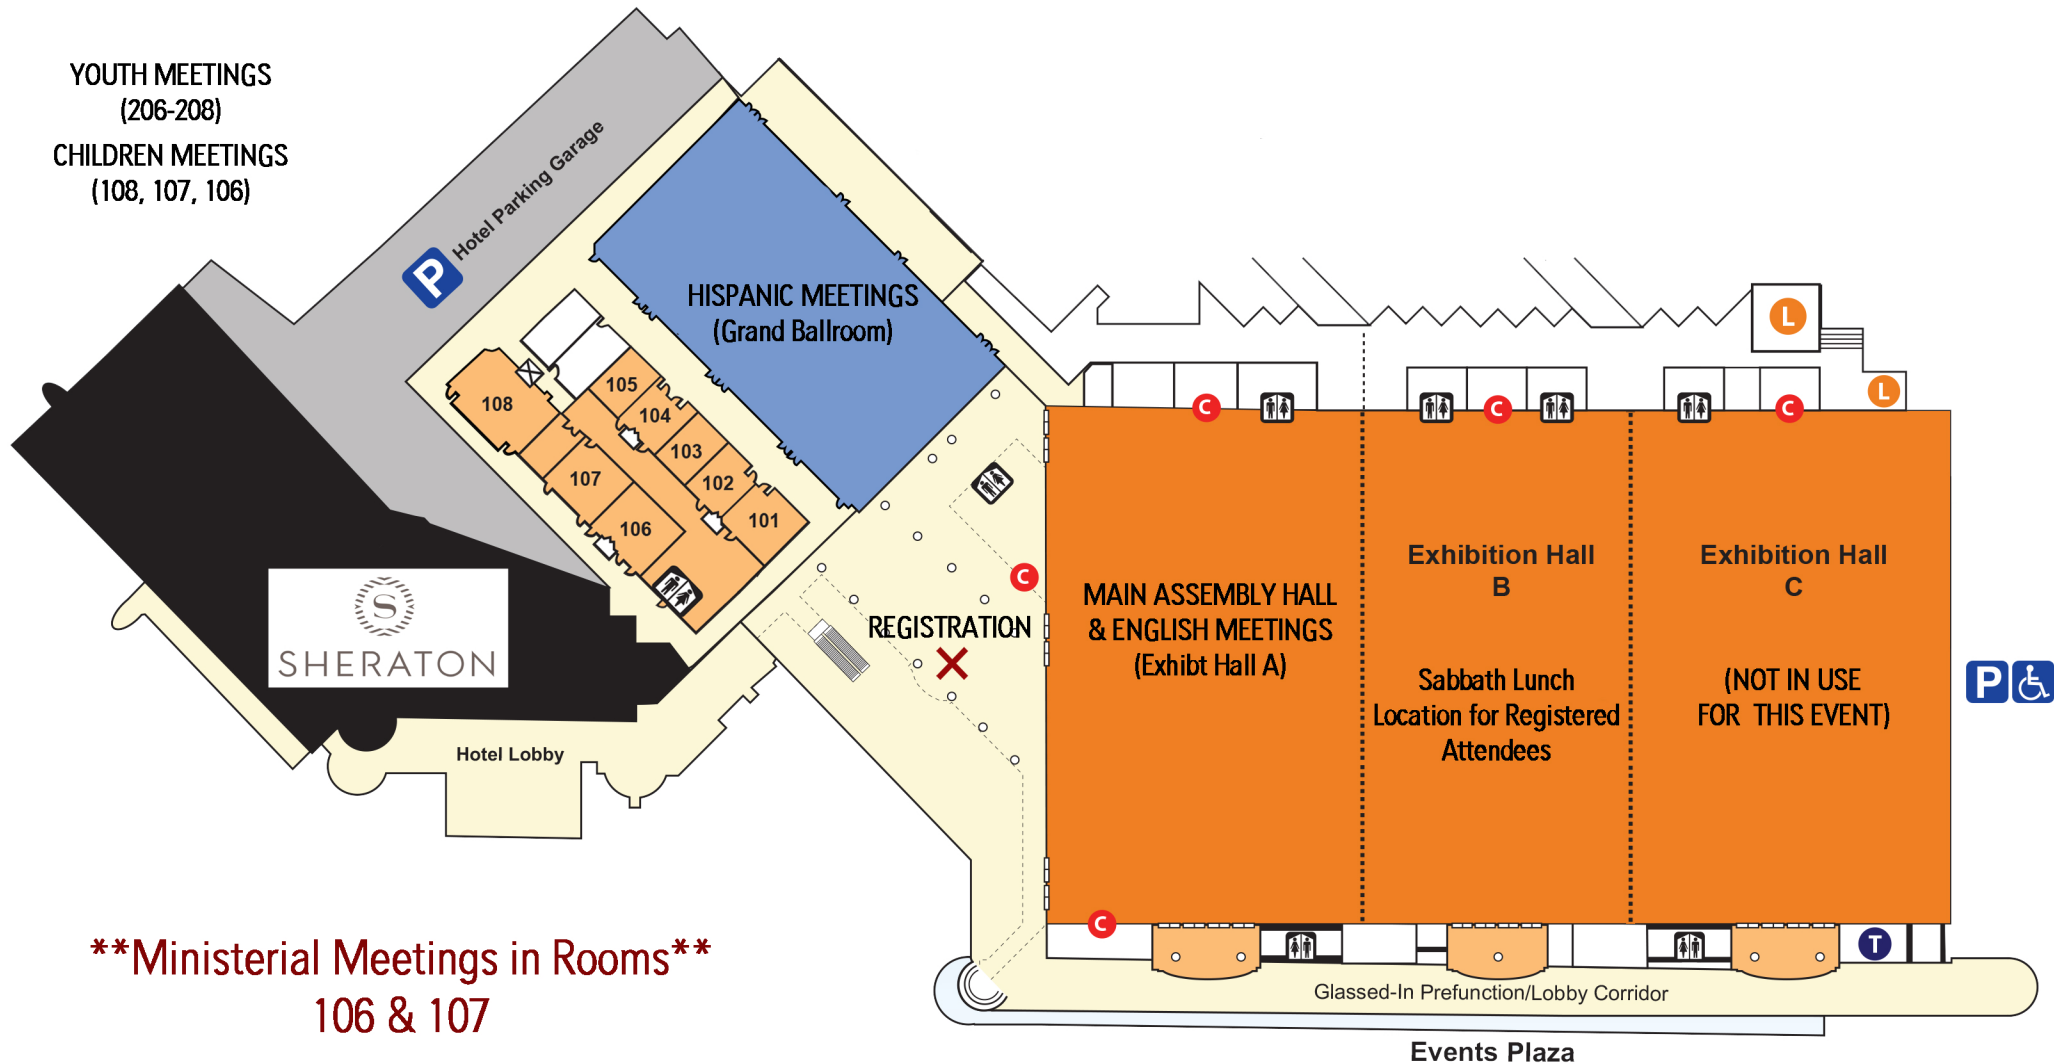 YOUTH MEETINGS
(206-208)
CHILDREN MEETINGS
(108, 107, 106)
P
Hotel Parking Garage
HISPANIC MEETINGS
(Grand Ballroom)
105
104
103
102
101
108
107
106
S
SHERATON
Hotel Lobby
REGISTRATION
C
L
L
C
C
C
MAIN ASSEMBLY HALL
& ENGLISH MEETINGS
(Exhibt Hall A)
Exhibition Hall
B
Sabbath Lunch
Location for Registered
Attendees
Exhibition Hall
C
(NOT IN USE
FOR THIS EVENT)
P
C
T
**Ministerial Meetings in Rooms**
106 & 107
Glassed-In Prefunction/Lobby Corridor
Events Plaza